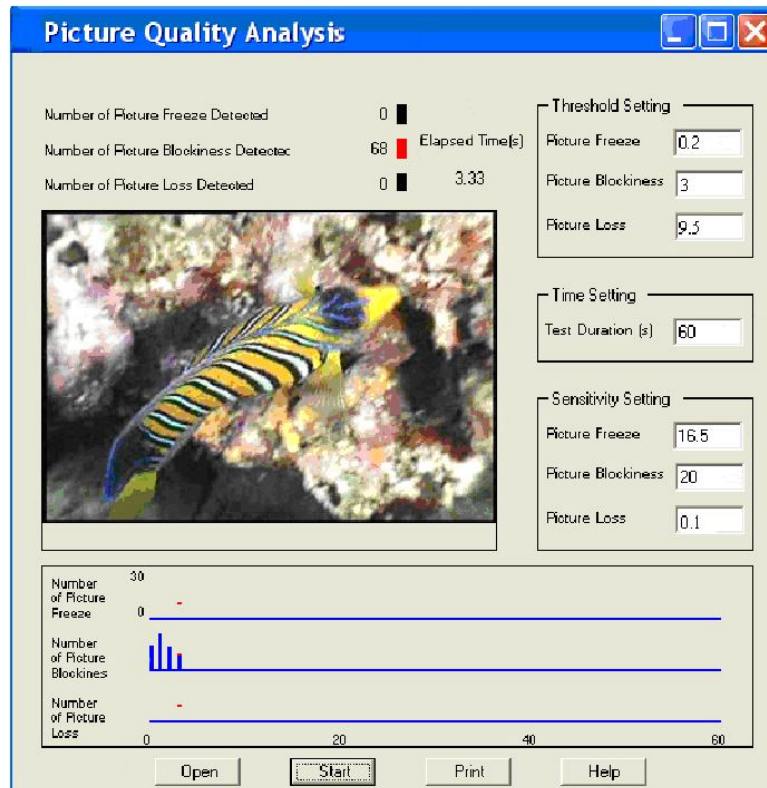 Picture Quality Analysis
Number of Picture Freeze Detected 0
Number of Picture Blockiness Detected 68
Number of Picture Loss Detected 0
Elapsed Time(s)
3.33
Threshold Setting
Picture Freeze 0.2
Picture Blockiness 3
Picture Loss 9.5
Time Setting
Test Duration (s) 60
Sensitivity Setting
Picture Freeze 16.5
Picture Blockiness 20
Picture Loss 0.1
Number
of Picture
Freeze
30
0
Number
of Picture
Blockines
Number
of Picture
Loss
0 20 40 60
Open Start Print Help